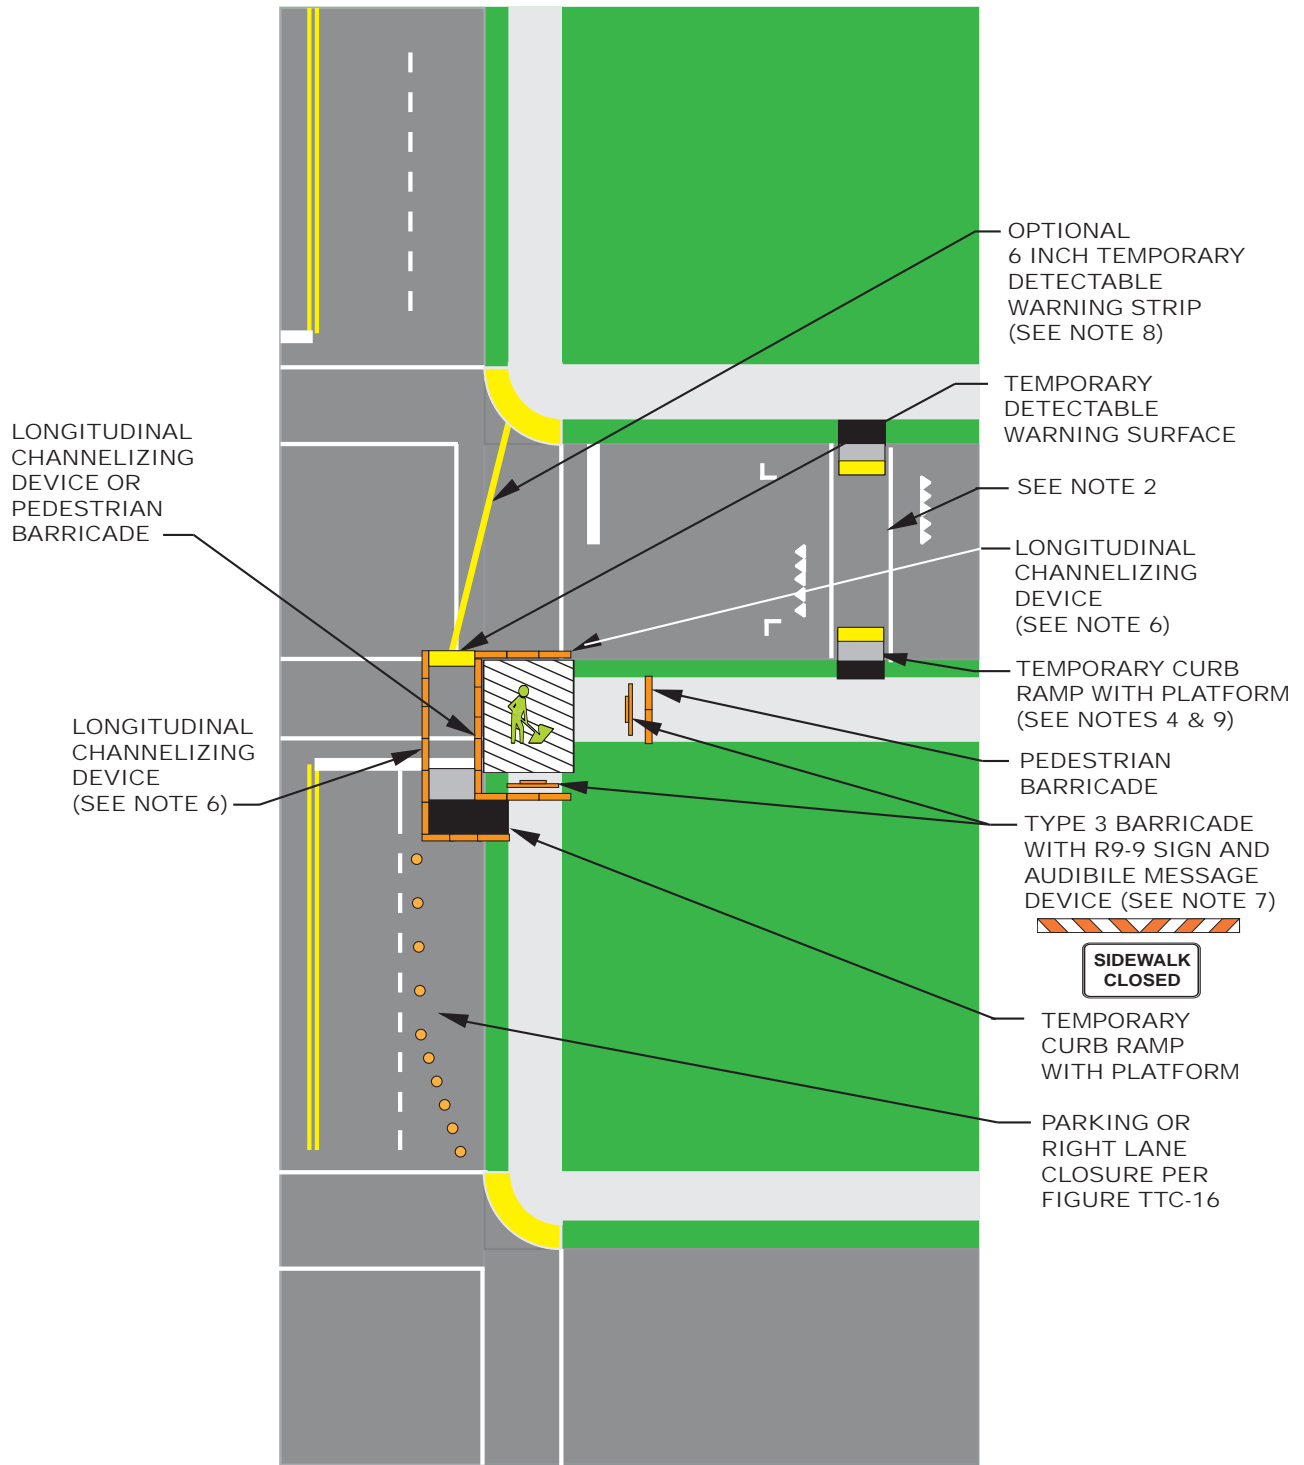 OPTIONAL
6 INCH TEMPORARY
DETECTABLE
WARNING STRIP
(SEE NOTE 8)
TEMPORARY
DETECTABLE
WARNING SURFACE
LONGITUDINAL
CHANNELIZING
DEVICE OR
PEDESTRIAN
BARRICADE
SEE NOTE 2
LONGITUDINAL
CHANNELIZING
DEVICE
(SEE NOTE 6)
TEMPORARY CURB
RAMP WITH PLATFORM
(SEE NOTES 4 & 9)
LONGITUDINAL
CHANNELIZING
DEVICE
(SEE NOTE 6)
PEDESTRIAN
BARRICADE
TYPE 3 BARRICADE
WITH R9-9 SIGN AND
AUDIBILE MESSAGE
DEVICE (SEE NOTE 7)
SIDEWALK
CLOSED
TEMPORARY
CURB RAMP
WITH PLATFORM
PARKING OR
RIGHT LANE
CLOSURE PER
FIGURE TTC-16